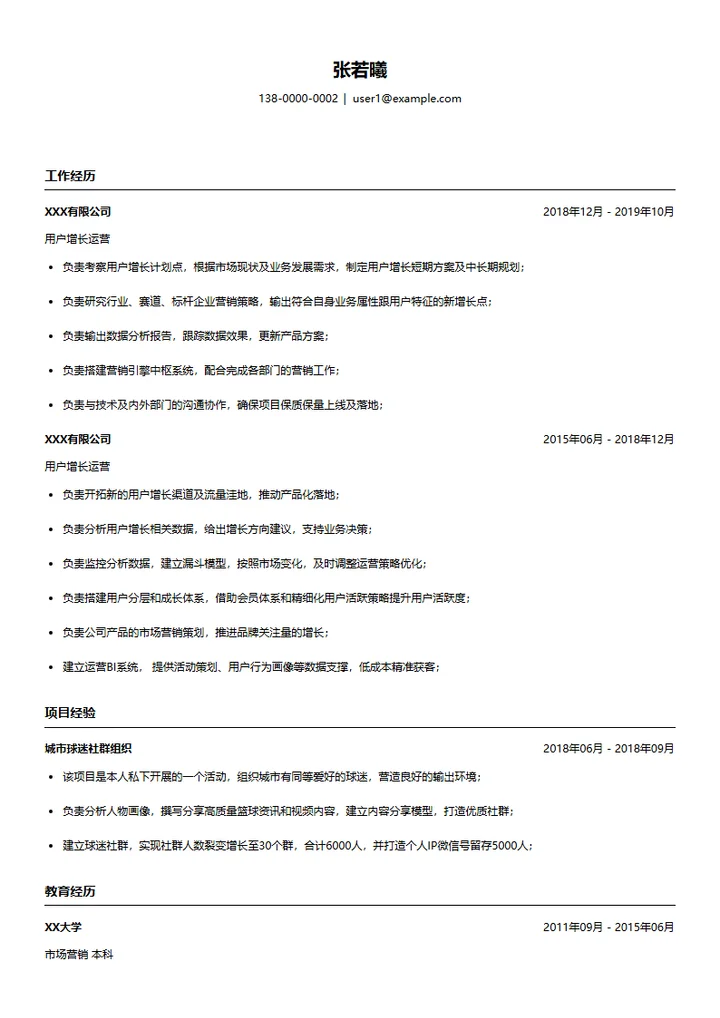 张若曦
138-0000-0002 | user1@example.com
工作经历
XXX有限公司 2018年12月 - 2019年10月
用户增长运营
• 负责考察用户增长计划点，根据市场现状及业务发展需求，制定用户增长短期方案及中长期规划；
• 负责研究行业、赛道、标杆企业营销策略，输出符合自身业务属性跟用户特征的新增长点；
• 负责输出数据分析报告，跟踪数据效果，更新产品方案；
• 负责搭建营销引擎中枢系统，配合完成各部门的营销工作；
• 负责与技术及内外部门的沟通协作，确保项目保质保量上线及落地；
XXX有限公司 2015年06月 - 2018年12月
用户增长运营
• 负责开拓新的用户增长渠道及流量洼地，推动产品化落地；
• 负责分析用户增长相关数据，给出增长方向建议，支持业务决策；
• 负责监控分析数据，建立漏斗模型，按照市场变化，及时调整运营策略优化；
• 负责搭建用户分层和成长体系，借助会员体系和精细化用户活跃策略提升用户活跃度；
• 负责公司产品的市场营销策划，推进品牌关注量的增长；
• 建立运营BI系统， 提供活动策划、用户行为画像等数据支撑，低成本精准获客；
项目经验
城市球迷社群组织 2018年06月 - 2018年09月
• 该项目是本人私下开展的一个活动，组织城市有同等爱好的球迷，营造良好的输出环境；
• 负责分析人物画像，撰写分享高质量篮球资讯和视频内容，建立内容分享模型，打造优质社群；
• 建立球迷社群，实现社群人数裂变增长至30个群，合计6000人，并打造个人IP微信号留存5000人；
教育经历
XX大学 2011年09月 - 2015年06月
市场营销 本科